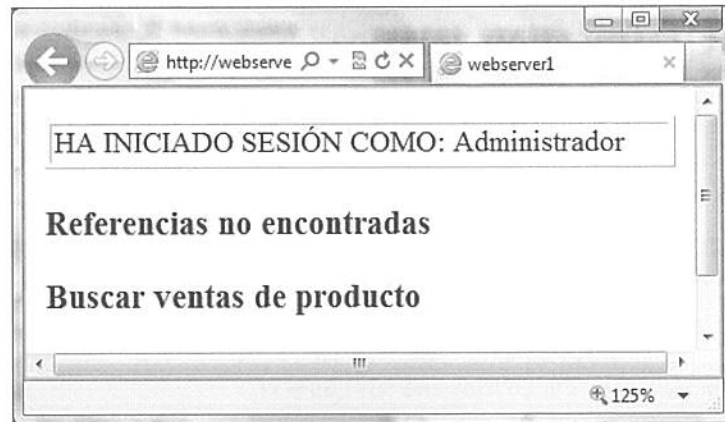 http://webserve
webserver1
HA INICIADO SESIÓN COMO: Administrador
Referencias no encontradas
Buscar ventas de producto
125%